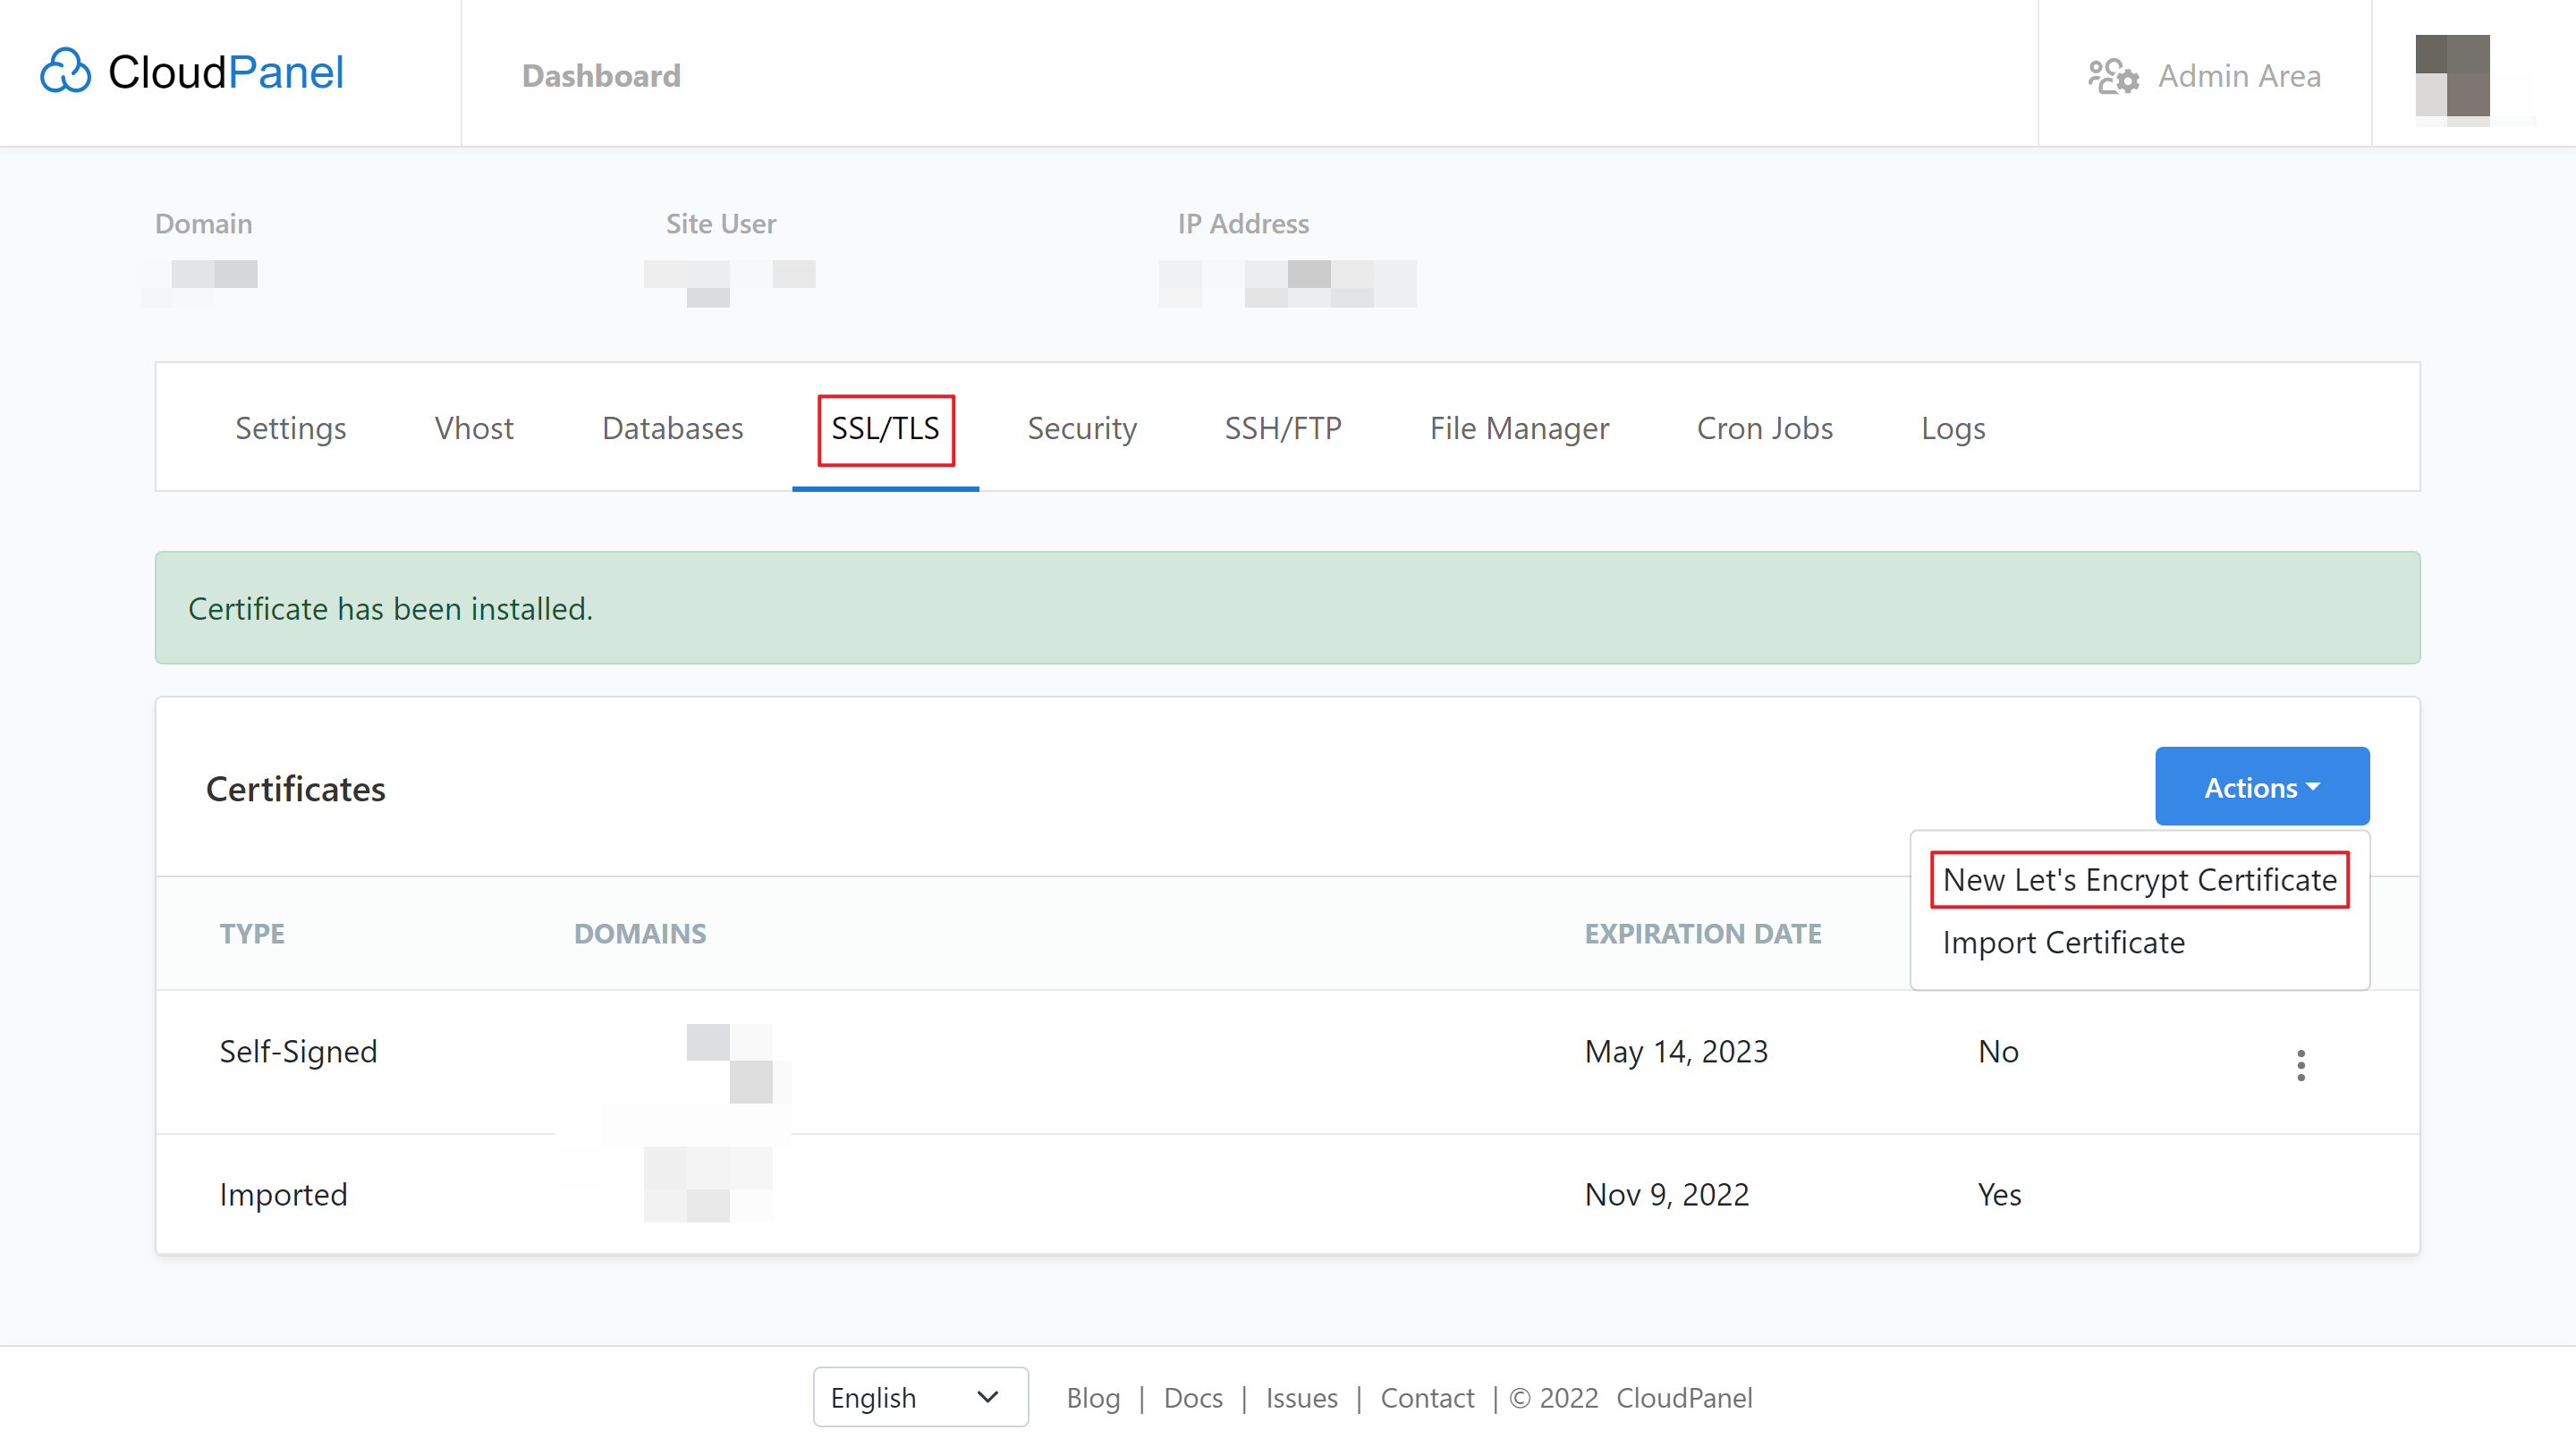 CloudPanel
Dashboard
Admin Area
Domain
Site User
IP Address
Settings
Vhost
Databases
SSL/TLS
Security
SSH/FTP
File Manager
Cron Jobs
Logs
Certificate has been installed.
Certificates
Actions
New Let's Encrypt Certificate
Import Certificate
TYPE
DOMAINS
EXPIRATION DATE
Self-Signed
May 14, 2023
No
Imported
Nov 9, 2022
Yes
English
Blog | Docs | Issues | Contact | © 2022 CloudPanel